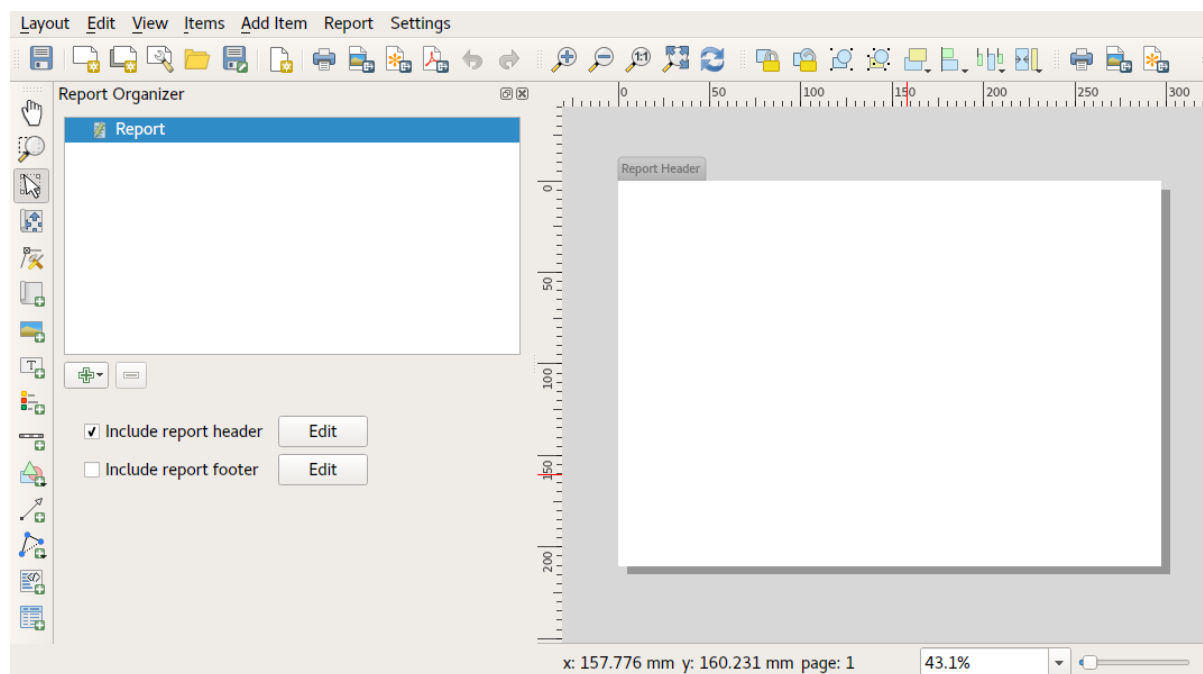 Layout Edit View Items Add Item Report Settings
1:1
Report Organizer
0 50 100 150 200 250 300
Report
Report Header
0
50
100
150
200
Include report header Edit
Include report footer Edit
x: 157.776 mm y: 160.231 mm page: 1 43.1%